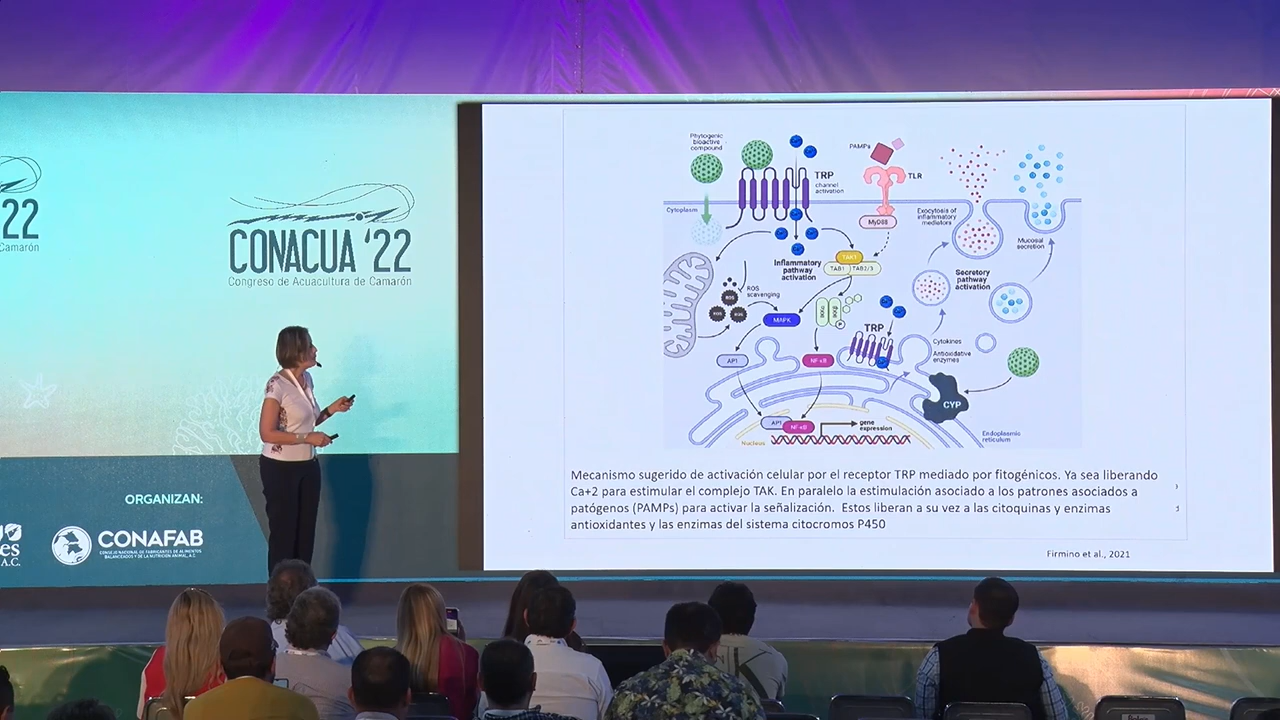 '22
Camarón
CONACUA '22
Congreso de Acuacultura de Camarón
ORGANIZAN:
es
A.C.
CONAFAB
CONSEJO NACIONAL DE FABRICANTES DE ALIMENTOS
BALANCEADOS Y DE LA NUTRICIÓN ANIMAL, A.C.
Phytogenic
bioactive
compound
TRP
channel
activation
PAMPs
TLR
Cytoplasm
MyD88
Exocytosis of
inflammatory
mediators
Mucosal
secretion
Inflammatory
pathway
activation
TAK1
TAB1
TAB2/3
Secretory
pathway
activation
ROS
scavenging
ROS
ROS
ROS
MAPK
TRP
AP1
NF-κB
Cytokines
Antioxidative
enzymes
CYP
AP1
NF-κB
gene
expression
Nucleus
Endoplasmic
reticulum
Mecanismo sugerido de activación celular por el receptor TRP mediado por fitogénicos. Ya sea liberando
Ca+2 para estimular el complejo TAK. En paralelo la estimulación asociado a los patrones asociados a
patógenos (PAMPs) para activar la señalización. Estos liberan a su vez a las citoquinas y enzimas
antioxidantes y las enzimas del sistema citocromos P450
Firmino et al., 2021